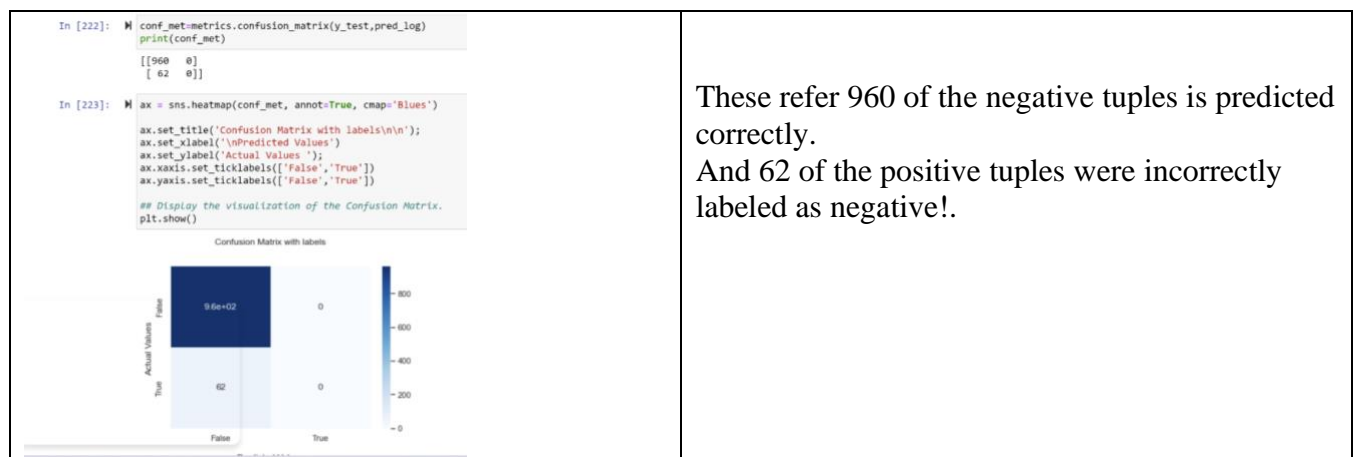 In [222]: conf_met=metrics.confusion_matrix(y_test,pred_log)
print(conf_met)
[[960 0]
[ 62 0]]
In [223]: ax = sns.heatmap(conf_met, annot=True, cmap='Blues')
ax.set_title('Confusion Matrix with labels\n\n');
ax.set_xlabel('\nPredicted Values')
ax.set_ylabel('Actual Values ');
ax.xaxis.set_ticklabels(['False','True'])
ax.yaxis.set_ticklabels(['False','True'])
## Display the visualization of the Confusion Matrix.
plt.show()
Confusion Matrix with labels
9.6e+02 0
62 0
False
True
Actual Values
False True
800
600
400
200
0
These refer 960 of the negative tuples is predicted
correctly.
And 62 of the positive tuples were incorrectly
labeled as negative!.